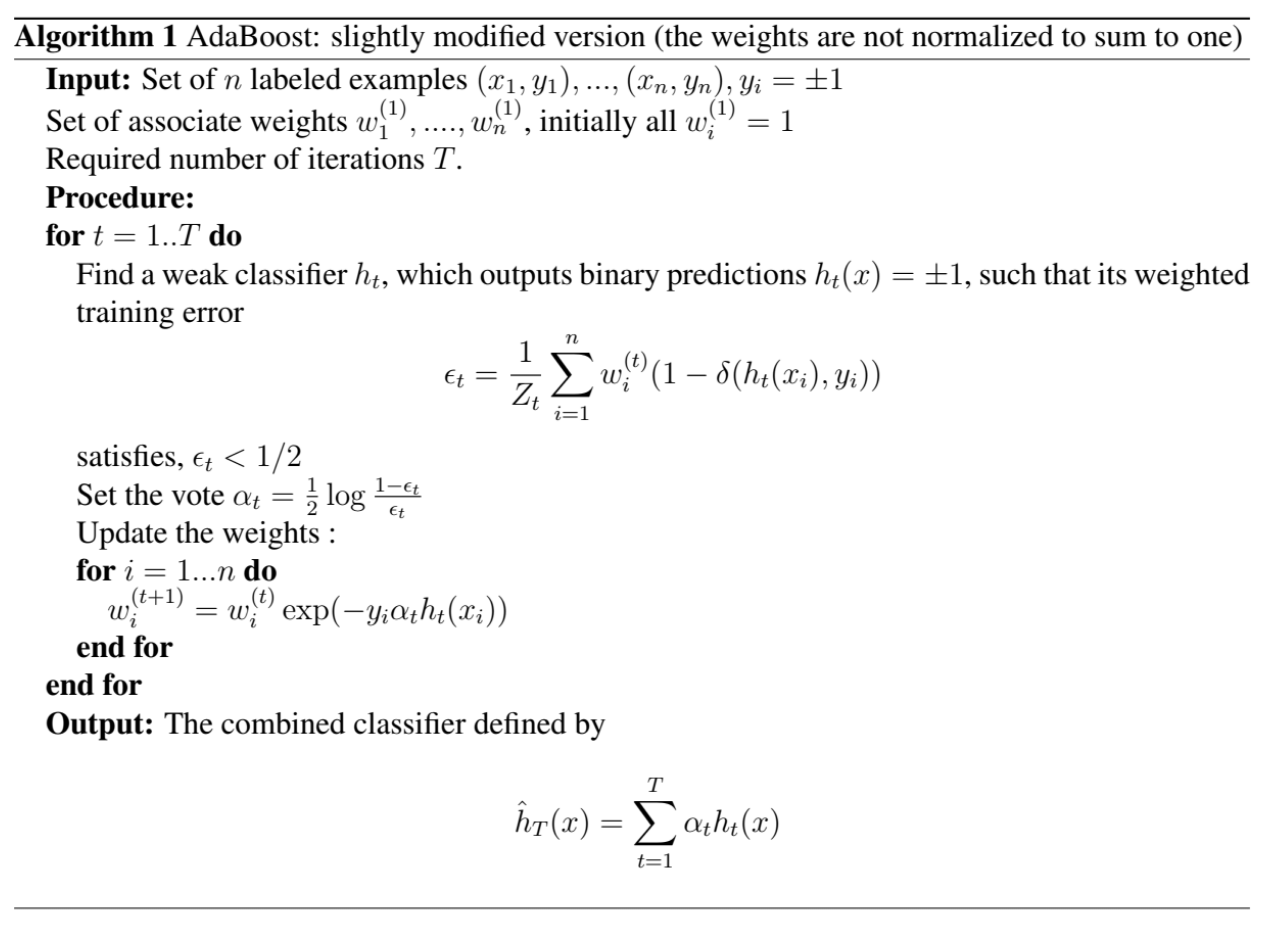 Algorithm 1 AdaBoost: slightly modified version (the weights are not normalized to sum to one)
Input: Set of $n$ labeled examples $(x_1, y_1), ..., (x_n, y_n), y_i = \pm 1$
Set of associate weights $w_1^{(1)}, ...., w_n^{(1)}$, initially all $w_i^{(1)} = 1$
Required number of iterations $T$.
Procedure:
for $t = 1..T$ do
Find a weak classifier $h_t$, which outputs binary predictions $h_t(x) = \pm 1$, such that its weighted
training error
$\epsilon_t = \frac{1}{Z_t} \sum_{i=1}^{n} w_i^{(t)} (1 - \delta(h_t(x_i), y_i))$
satisfies, $\epsilon_t < 1/2$
Set the vote $\alpha_t = \frac{1}{2} \log \frac{1-\epsilon_t}{\epsilon_t}$
Update the weights :
for $i = 1...n$ do
$w_i^{(t+1)} = w_i^{(t)} \exp(-y_i \alpha_t h_t(x_i))$
end for
end for
Output: The combined classifier defined by
$\hat{h}_T(x) = \sum_{t=1}^{T} \alpha_t h_t(x)$